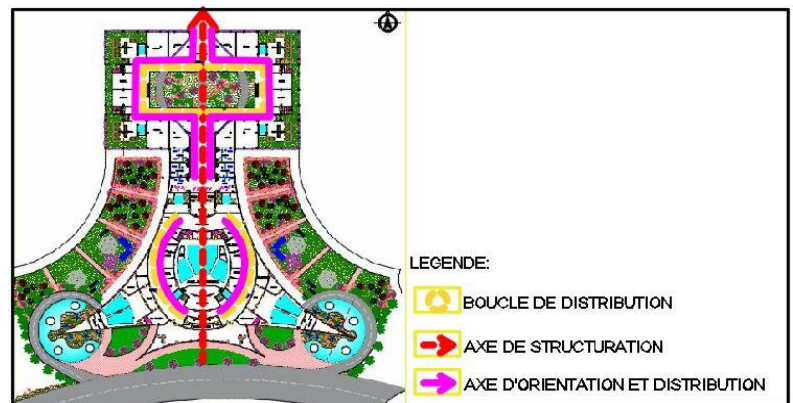 LEGENDE:
BOUCLE DE DISTRIBUTION
AXE DE STRUCTURATION
AXE D'ORIENTATION ET DISTRIBUTION